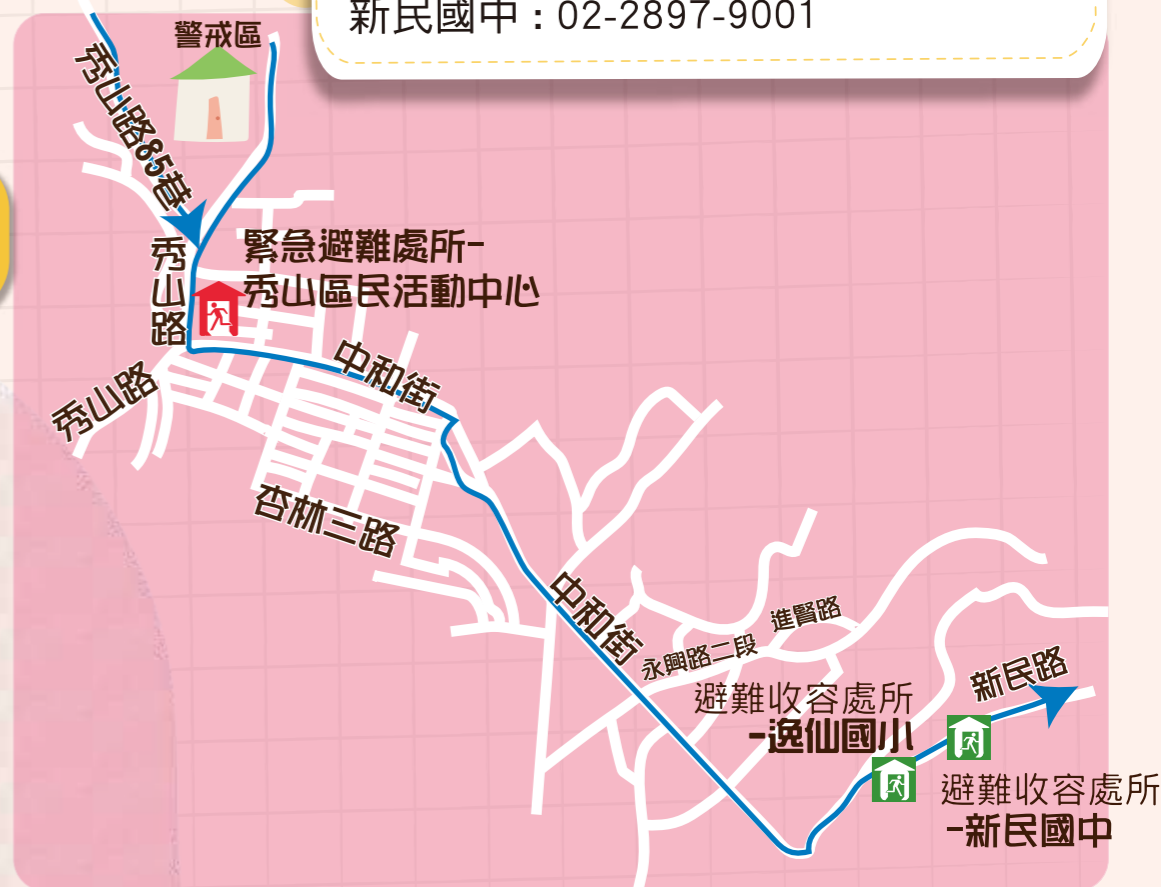 新民國中：02-2897-9001
警戒區
秀山路85巷
秀山路
緊急避難處所-
秀山區民活動中心
中和街
秀山路
杏林三路
中和街
進賢路
永興路二段
新民路
避難收容處所
-逸仙國小
避難收容處所
-新民國中